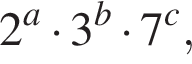 2^a · 3^b · 7^c,